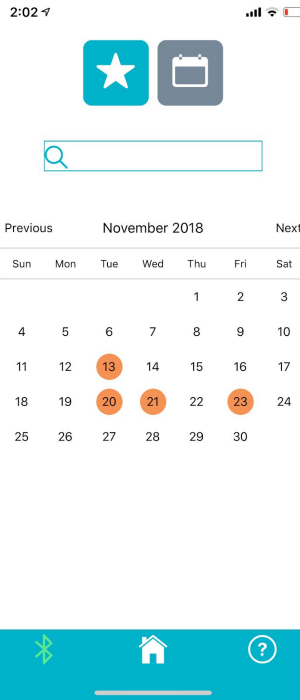 2:02
Previous November 2018 Next
Sun Mon Tue Wed Thu Fri Sat
1 2 3
4 5 6 7 8 9 10
11 12 13 14 15 16 17
18 19 20 21 22 23 24
25 26 27 28 29 30
?